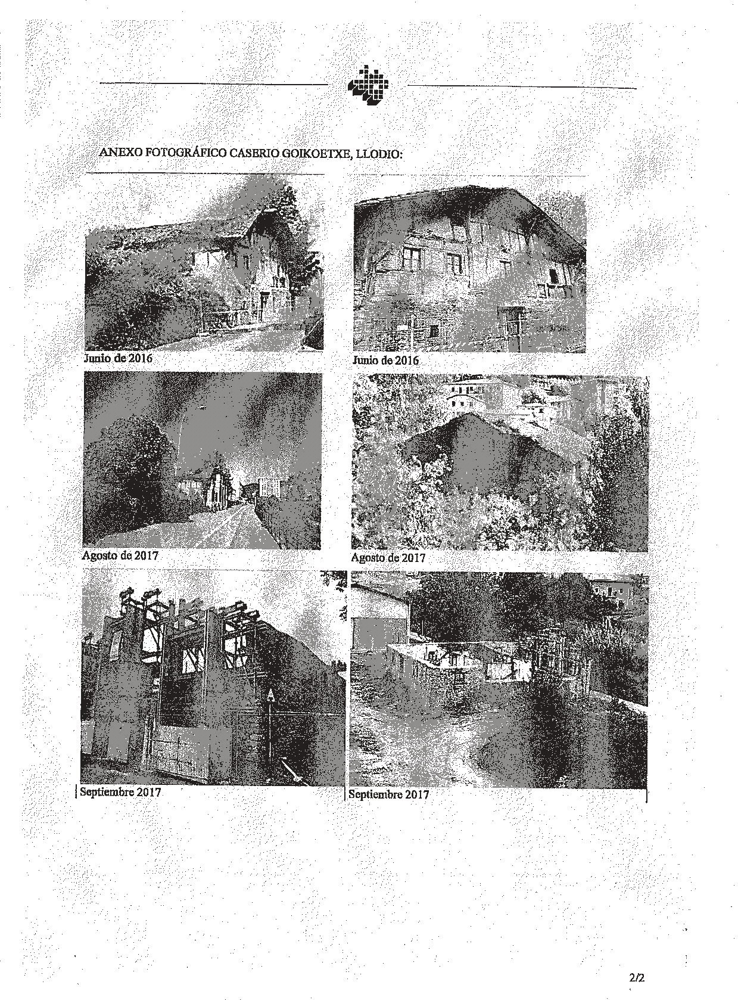 ANEXO FOTOGRÁFICO CASERIO GOIKOETXE, LLODIO:
Junio de 2016
Junio de 2016
Agosto de 2017
Agosto de 2017
Septiembre 2017
Septiembre 2017
2/2